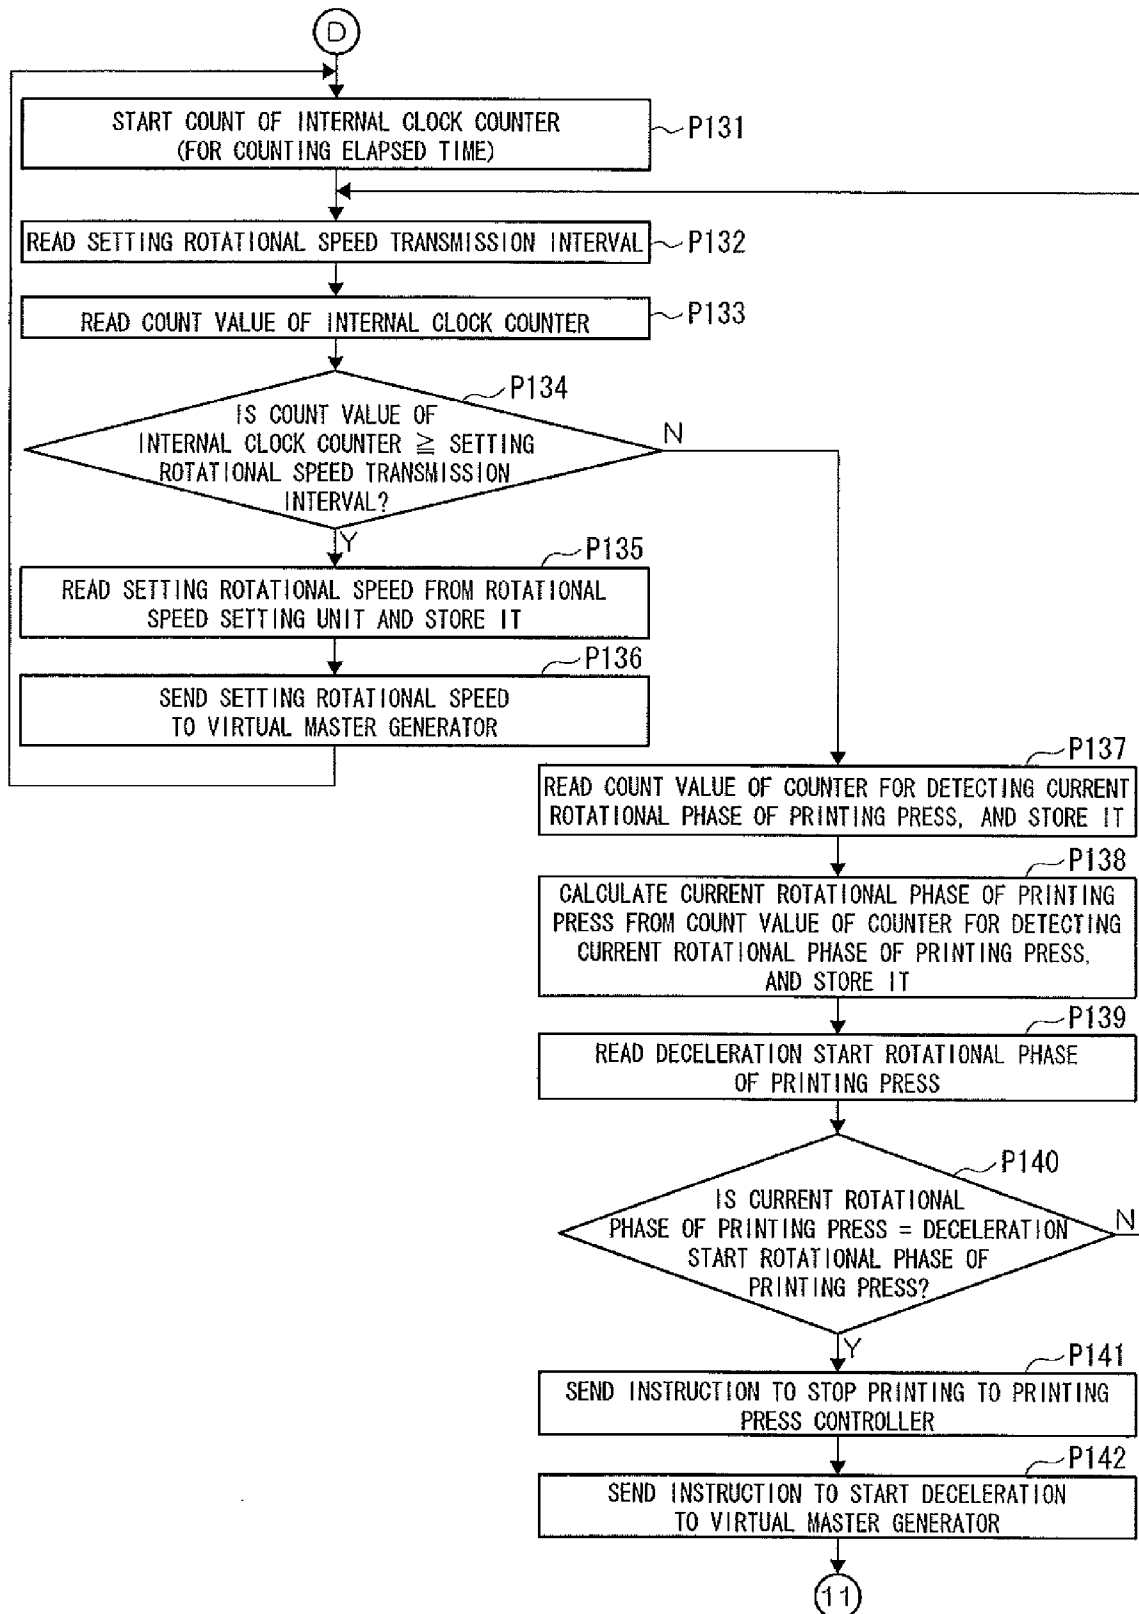 D
START COUNT OF INTERNAL CLOCK COUNTER
(FOR COUNTING ELAPSED TIME)
P131
READ SETTING ROTATIONAL SPEED TRANSMISSION INTERVAL
P132
READ COUNT VALUE OF INTERNAL CLOCK COUNTER
P133
P134
IS COUNT VALUE OF
INTERNAL CLOCK COUNTER ≧ SETTING
ROTATIONAL SPEED TRANSMISSION
INTERVAL?
N
Y
P135
READ SETTING ROTATIONAL SPEED FROM ROTATIONAL
SPEED SETTING UNIT AND STORE IT
P136
SEND SETTING ROTATIONAL SPEED
TO VIRTUAL MASTER GENERATOR
P137
READ COUNT VALUE OF COUNTER FOR DETECTING CURRENT
ROTATIONAL PHASE OF PRINTING PRESS, AND STORE IT
P138
CALCULATE CURRENT ROTATIONAL PHASE OF PRINTING
PRESS FROM COUNT VALUE OF COUNTER FOR DETECTING
CURRENT ROTATIONAL PHASE OF PRINTING PRESS,
AND STORE IT
P139
READ DECELERATION START ROTATIONAL PHASE
OF PRINTING PRESS
P140
IS CURRENT ROTATIONAL
PHASE OF PRINTING PRESS = DECELERATION
START ROTATIONAL PHASE OF
PRINTING PRESS?
N
Y
P141
SEND INSTRUCTION TO STOP PRINTING TO PRINTING
PRESS CONTROLLER
P142
SEND INSTRUCTION TO START DECELERATION
TO VIRTUAL MASTER GENERATOR
11